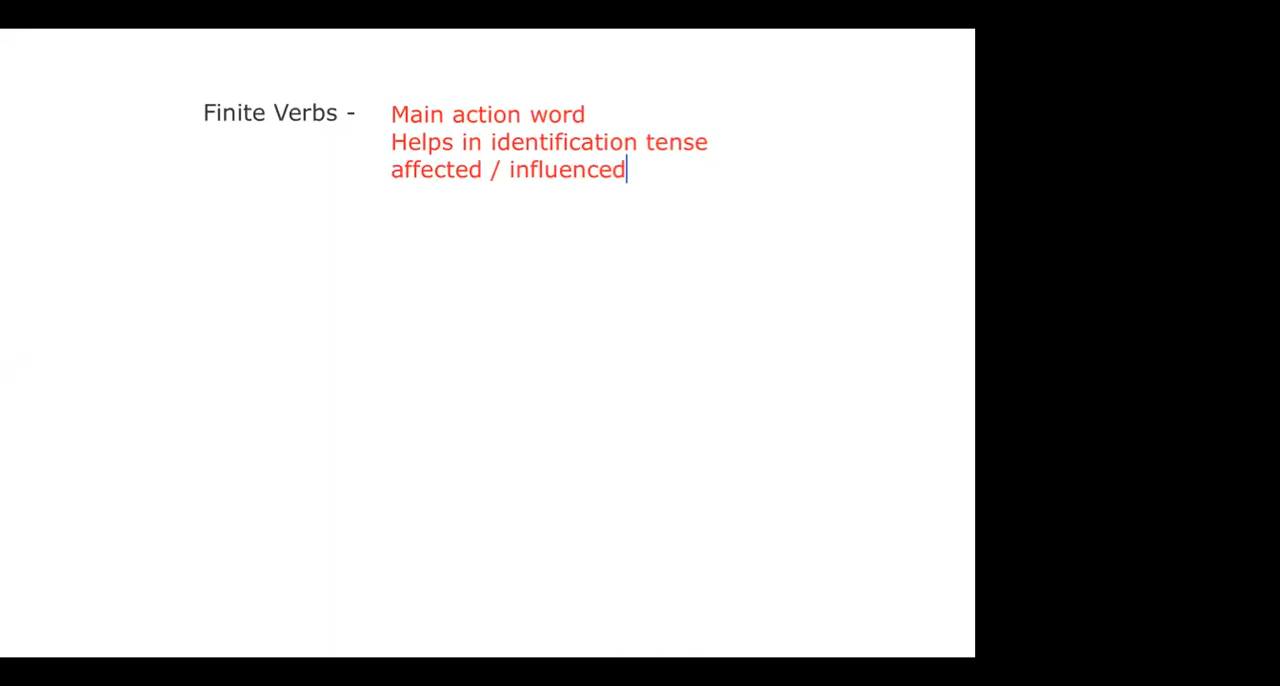 Finite Verbs - Main action word
Helps in identification tense
affected / influenced